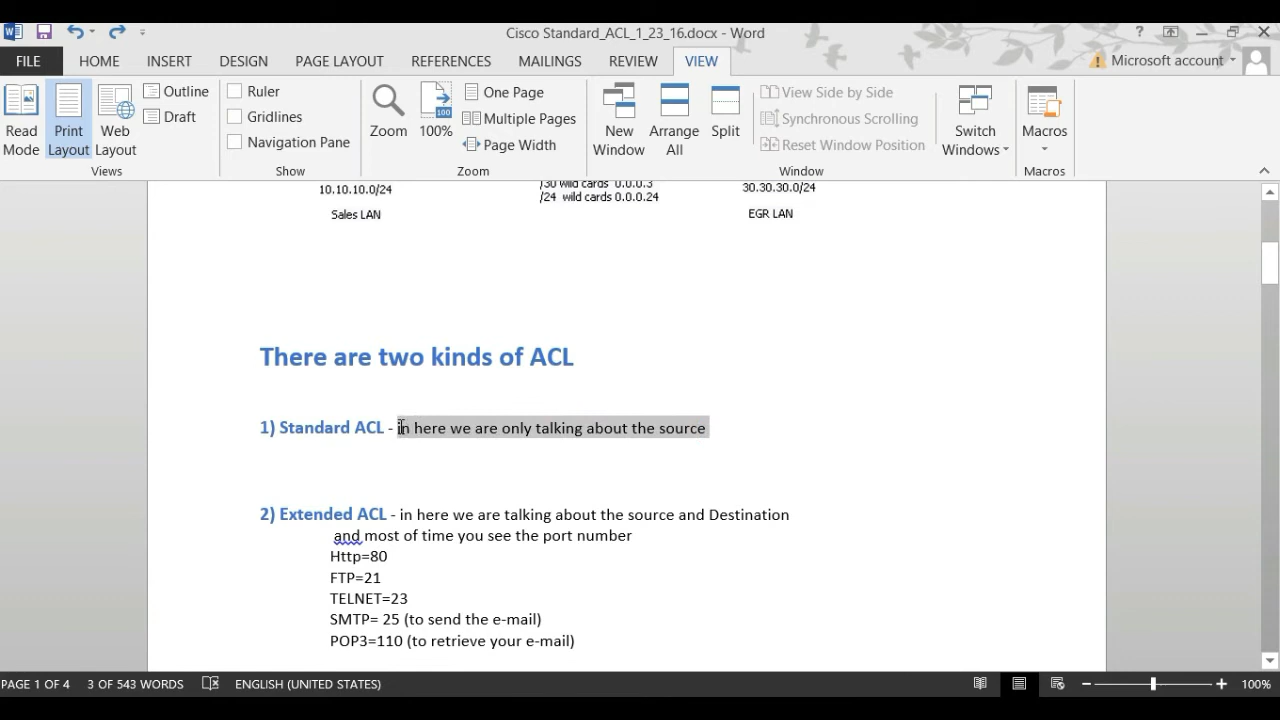 Cisco Standard_ACL_1_23_16.docx - Word
FILE HOME INSERT DESIGN PAGE LAYOUT REFERENCES MAILINGS REVIEW VIEW Microsoft account
Read Mode
Print Layout
Web Layout
Outline
Draft
Views
Ruler
Gridlines
Navigation Pane
Show
Zoom
100%
One Page
Multiple Pages
Page Width
Zoom
New Window
Arrange All
Split
View Side by Side
Synchronous Scrolling
Reset Window Position
Window
Switch Windows
Macros
Macros
10.10.10.0/24
Sales LAN
/30 wild cards 0.0.0.3
/24 wild cards 0.0.0.24
30.30.30.0/24
EGR LAN
There are two kinds of ACL
1) Standard ACL - in here we are only talking about the source
2) Extended ACL - in here we are talking about the source and Destination
and most of time you see the port number
Http=80
FTP=21
TELNET=23
SMTP= 25 (to send the e-mail)
POP3=110 (to retrieve your e-mail)
PAGE 1 OF 4 3 OF 543 WORDS ENGLISH (UNITED STATES) 100%